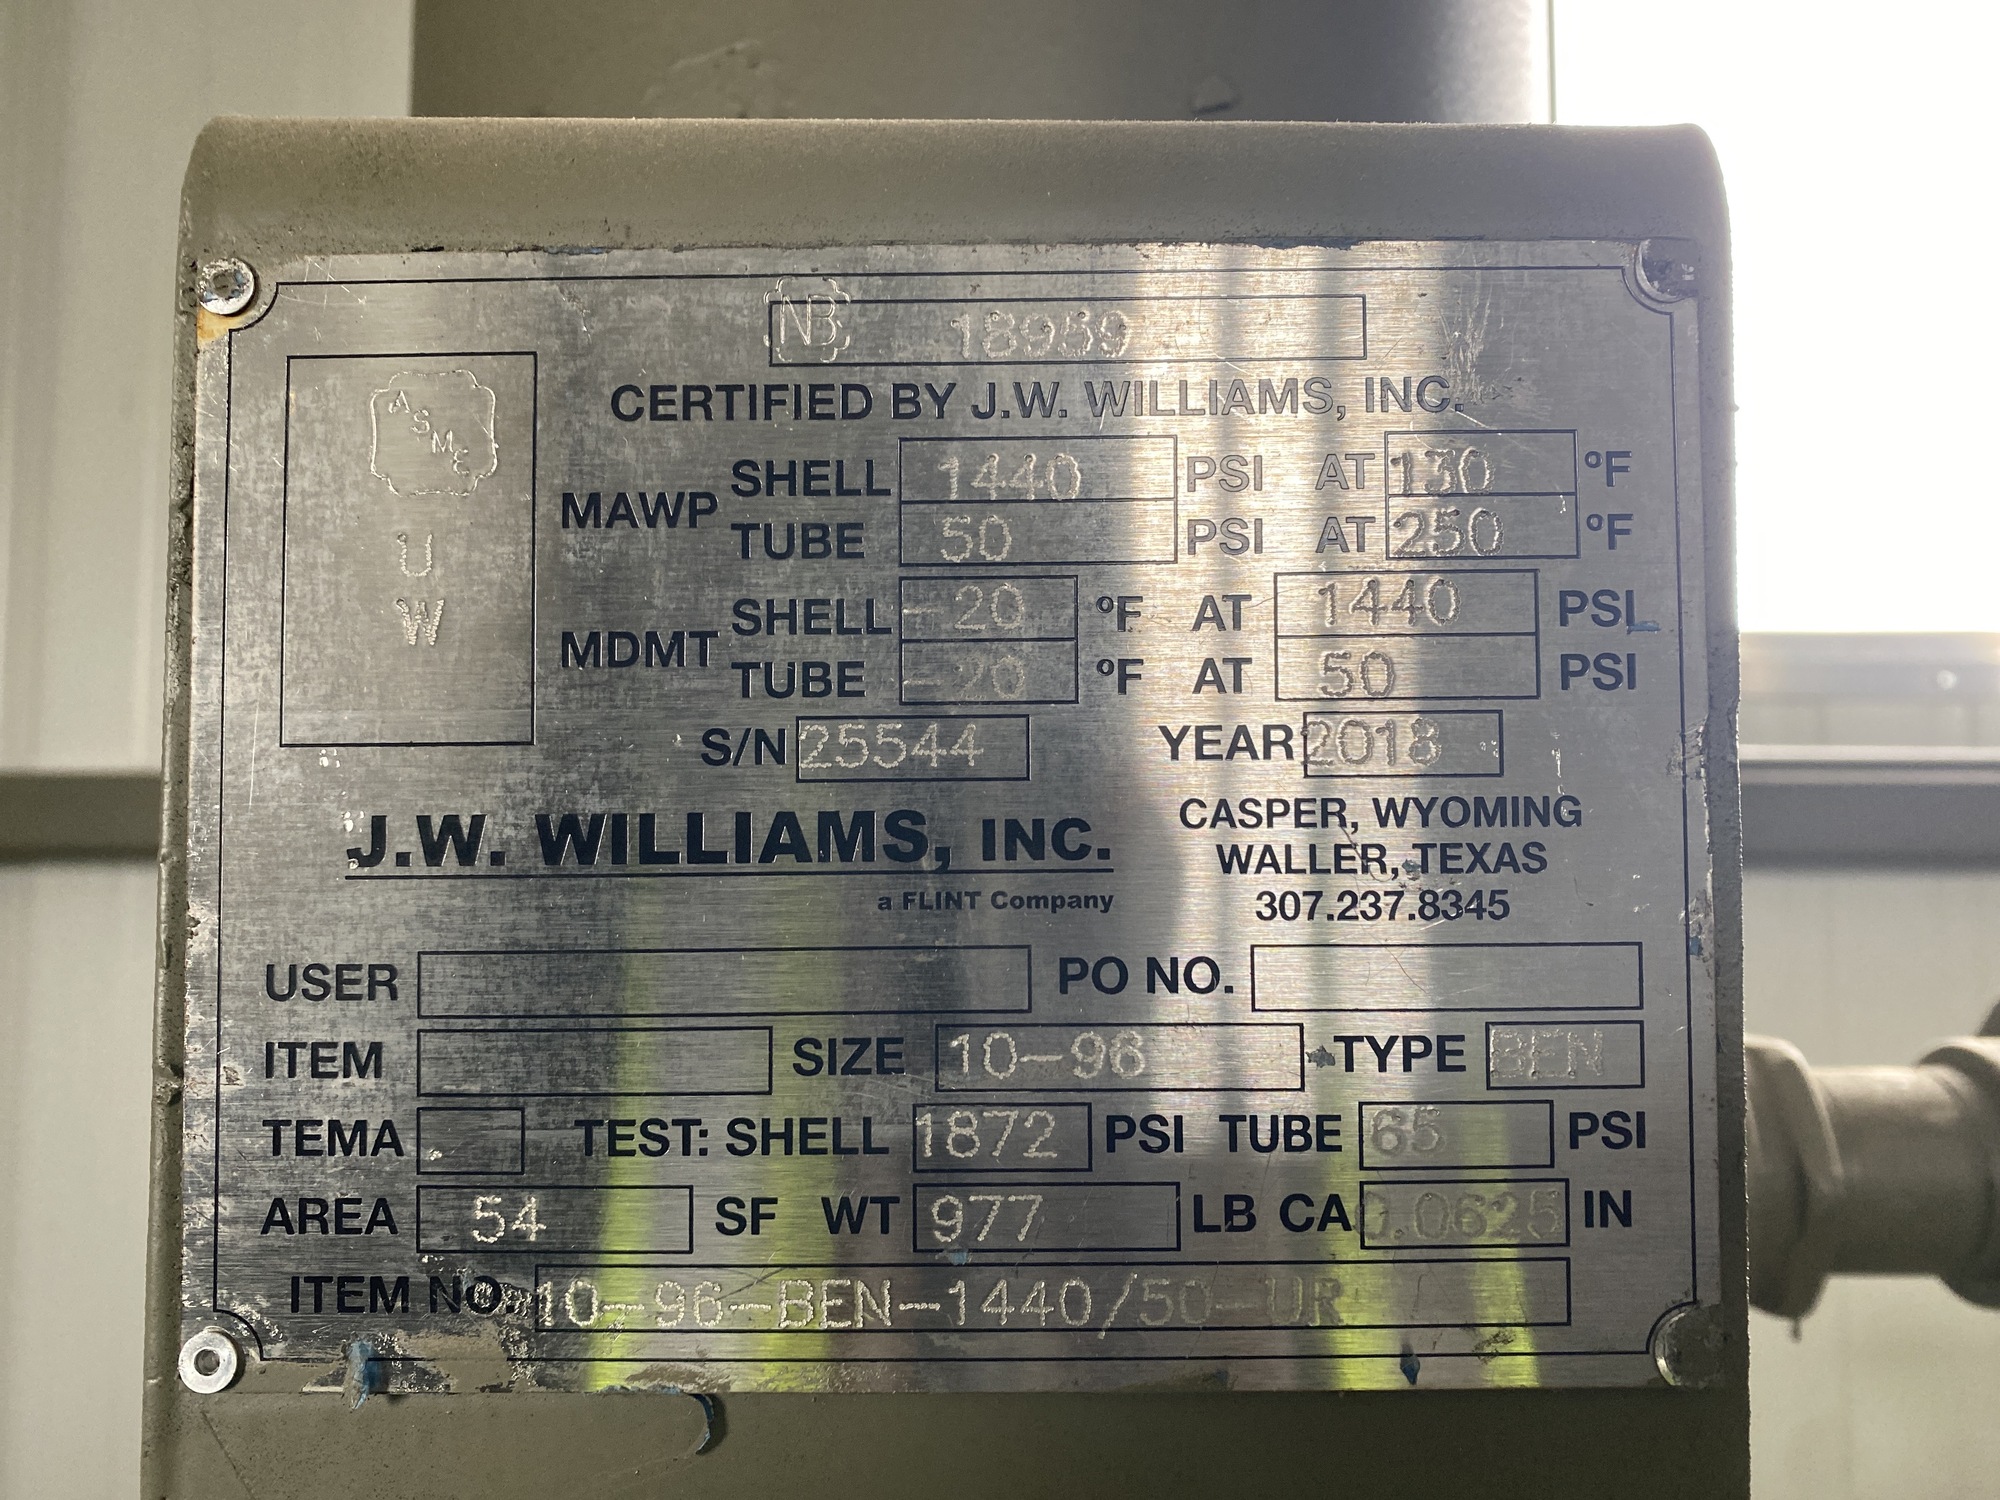 NB 18959
CERTIFIED BY J.W. WILLIAMS, INC.
ASME
U
W
MAWP SHELL 1440 PSI AT 130 °F
TUBE 50 PSI AT 250 °F
MDMT SHELL -20 °F AT 1440 PSI
TUBE -20 °F AT 50 PSI
S/N 25544 YEAR 2018
J.W. WILLIAMS, INC.
a FLINT Company
CASPER, WYOMING
WALLER, TEXAS
307.237.8345
USER PO NO.
ITEM SIZE 10-96 TYPE BEN
TEMA TEST: SHELL 1872 PSI TUBE 65 PSI
AREA 54 SF WT 977 LB CA 0.0625 IN
ITEM NO. 10-96-BEN-1440/50-UR